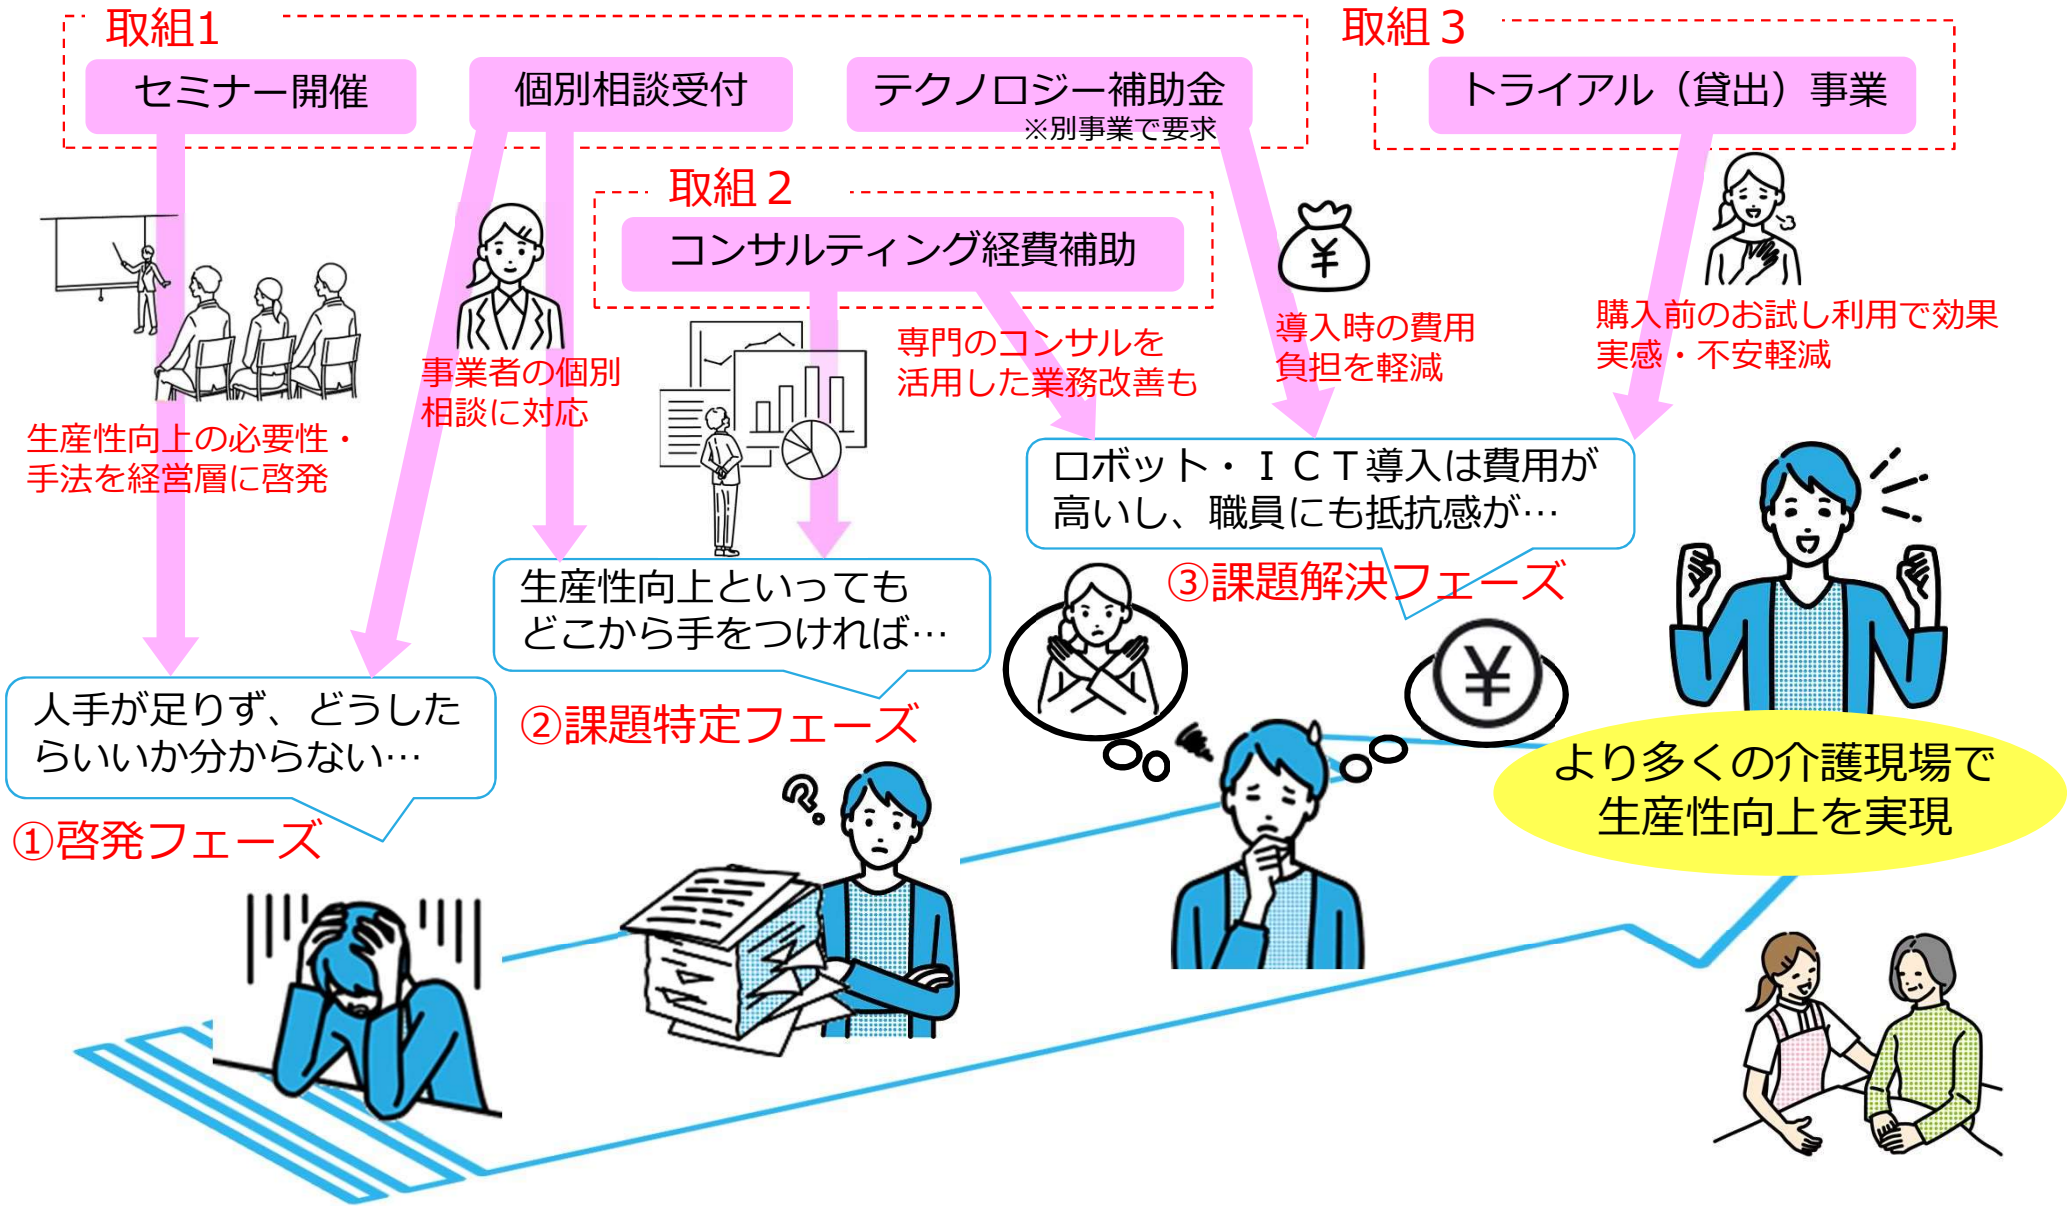 取組1
セミナー開催
個別相談受付
テクノロジー補助金
※別事業で要求
取組３
トライアル（貸出）事業
取組２
コンサルティング経費補助
生産性向上の必要性・
手法を経営層に啓発
事業者の個別
相談に対応
専門のコンサルを
活用した業務改善も
導入時の費用
負担を軽減
購入前のお試し利用で効果
実感・不安軽減
人手が足りず、どうした
らいいか分からない…
①啓発フェーズ
生産性向上といっても
どこから手をつければ…
②課題特定フェーズ
ロボット・ＩＣＴ導入は費用が
高いし、職員にも抵抗感が…
③課題解決フェーズ
より多くの介護現場で
生産性向上を実現
¥
¥